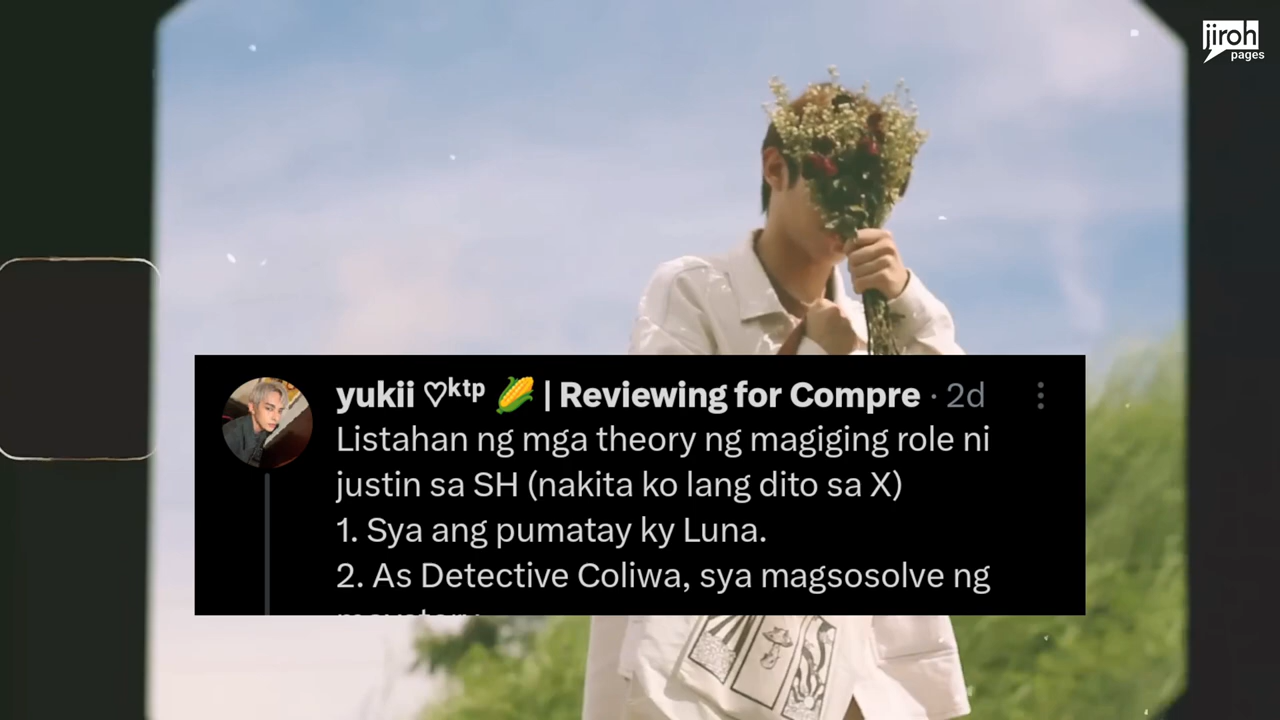 jiroh
pages
yukii ♡ᵏᵗᵖ 🌽 | Reviewing for Compre · 2d
Listahan ng mga theory ng magiging role ni
justin sa SH (nakita ko lang dito sa X)
1. Sya ang pumatay ky Luna.
2. As Detective Coliwa, sya magsosolve ng